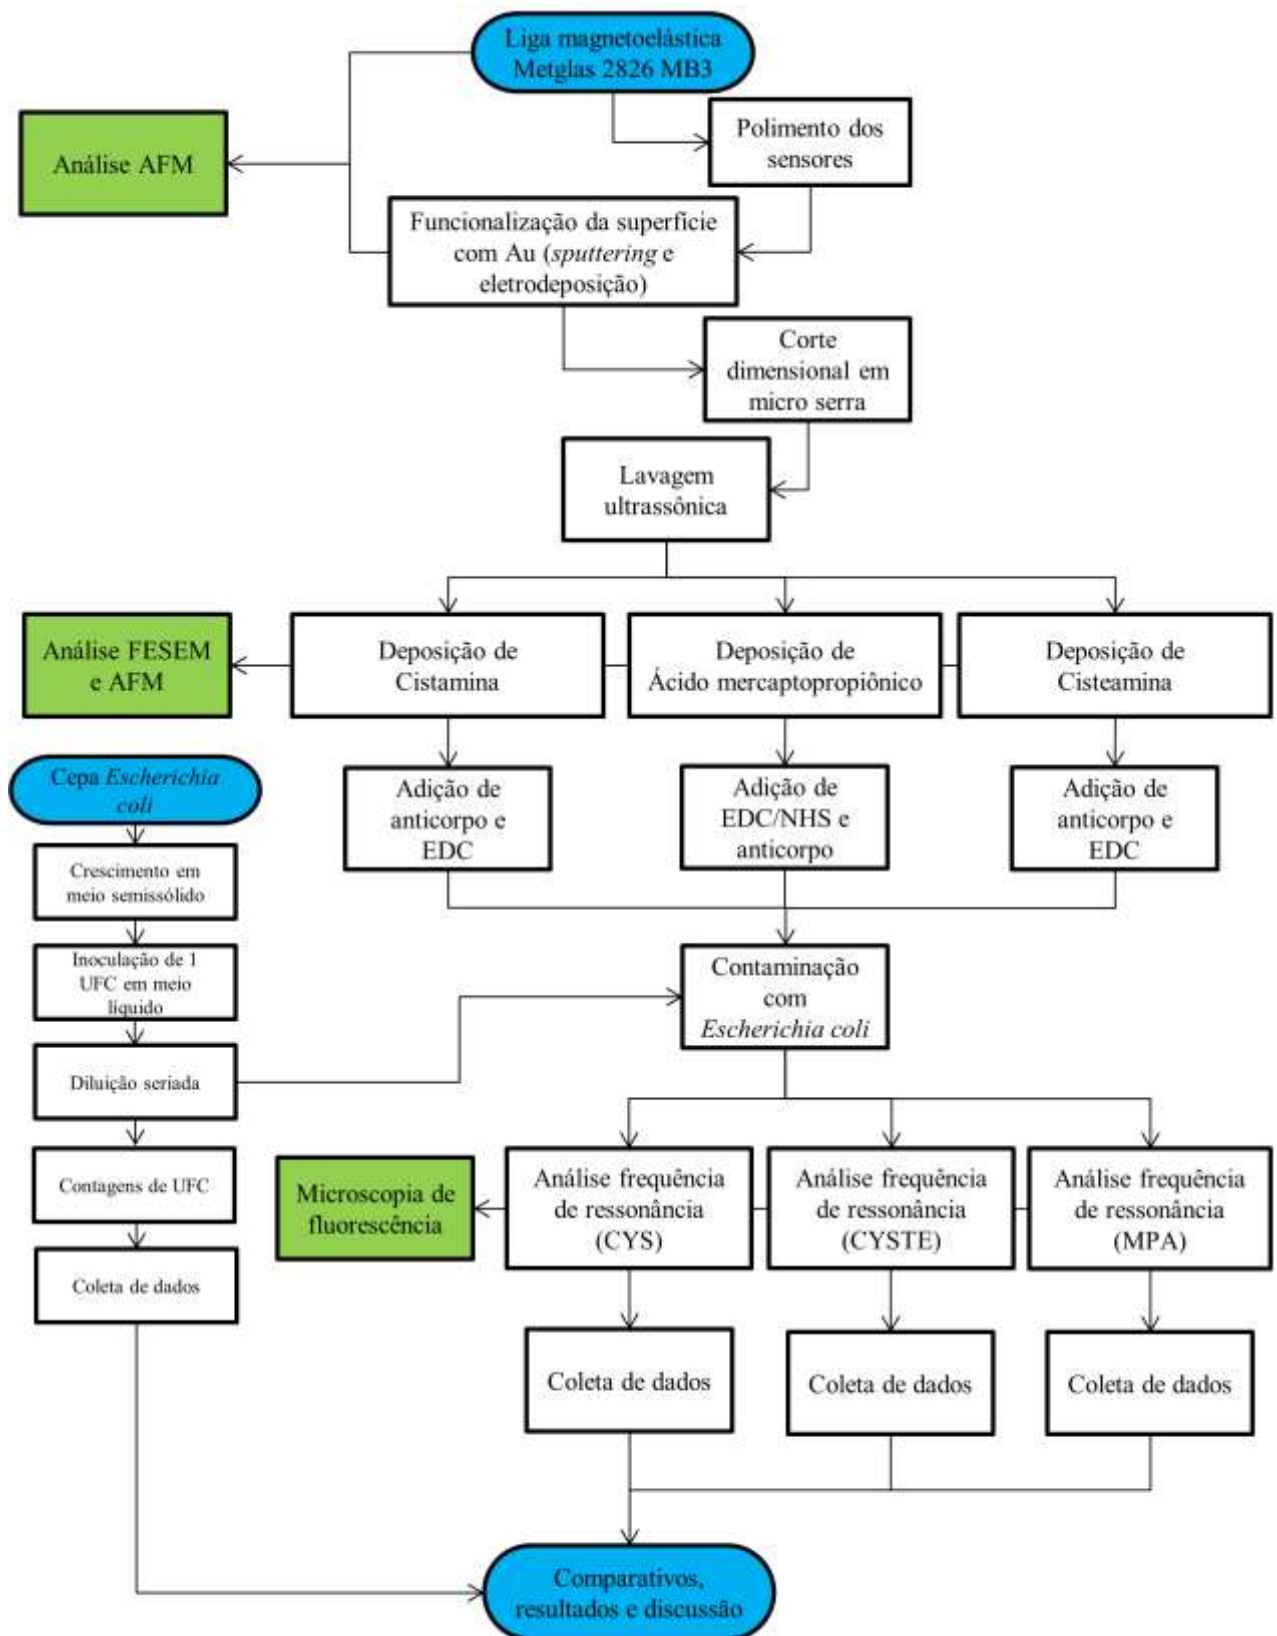 Liga magnetoelástica
Metglas 2826 MB3
Polimento dos
sensores
Análise AFM
Funcionalização da superfície
com Au (sputtering e
eletrodeposição)
Corte
dimensional em
micro serra
Lavagem
ultrassônica
Análise FESEM
e AFM
Deposição de
Cistamina
Deposição de
Ácido mercaptopropiônico
Deposição de
Cisteamina
Cepa Escherichia
coli
Adição de
anticorpo e
EDC
Adição de
EDC/NHS e
anticorpo
Adição de
anticorpo e
EDC
Crescimento em
meio semissólido
Inoculação de 1
UFC em meio
líquido
Contaminação
com
Escherichia coli
Diluição seriada
Contagens de UFC
Microscopia de
fluorescência
Análise frequência
de ressonância
(CYS)
Análise frequência
de ressonância
(CYSTE)
Análise frequência
de ressonância
(MPA)
Coleta de dados
Coleta de dados
Coleta de dados
Coleta de dados
Comparativos,
resultados e discussão